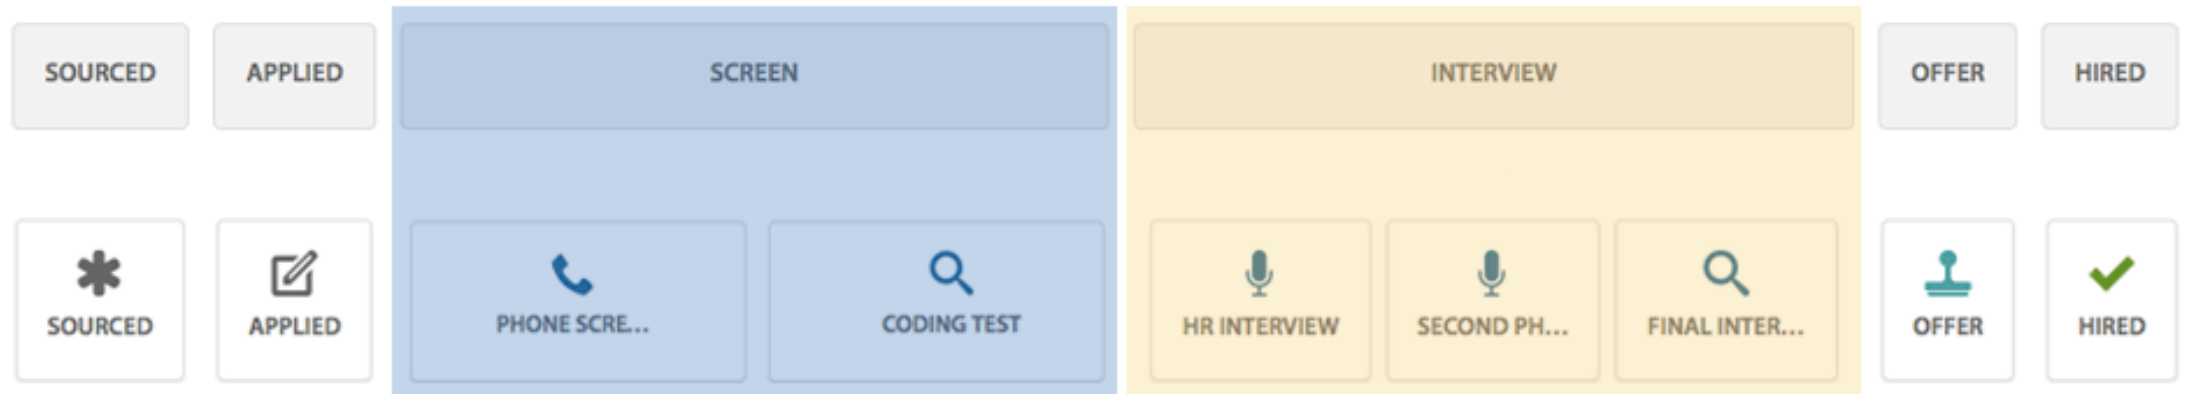 SOURCED
APPLIED
SCREEN
INTERVIEW
OFFER
HIRED
SOURCED
APPLIED
PHONE SCRE...
CODING TEST
HR INTERVIEW
SECOND PH...
FINAL INTER...
OFFER
HIRED